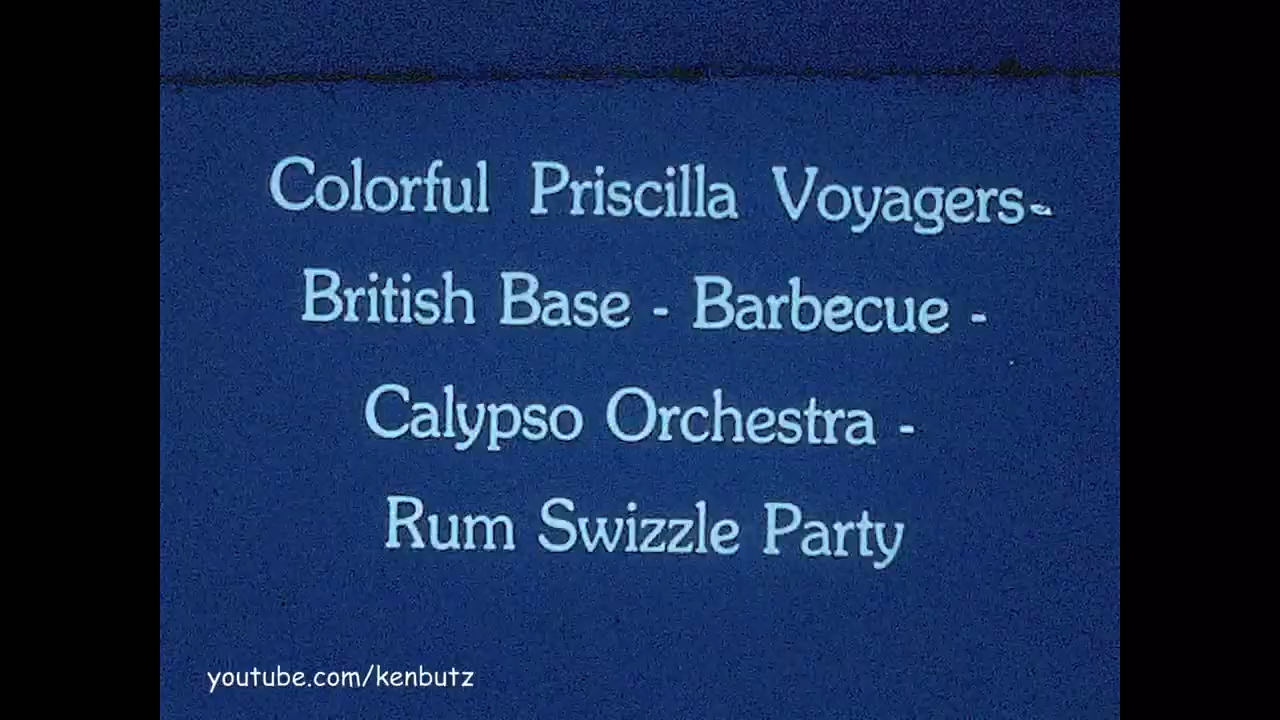 Colorful Priscilla Voyagers-
British Base - Barbecue -
Calypso Orchestra -
Rum Swizzle Party
youtube.com/kenbutz